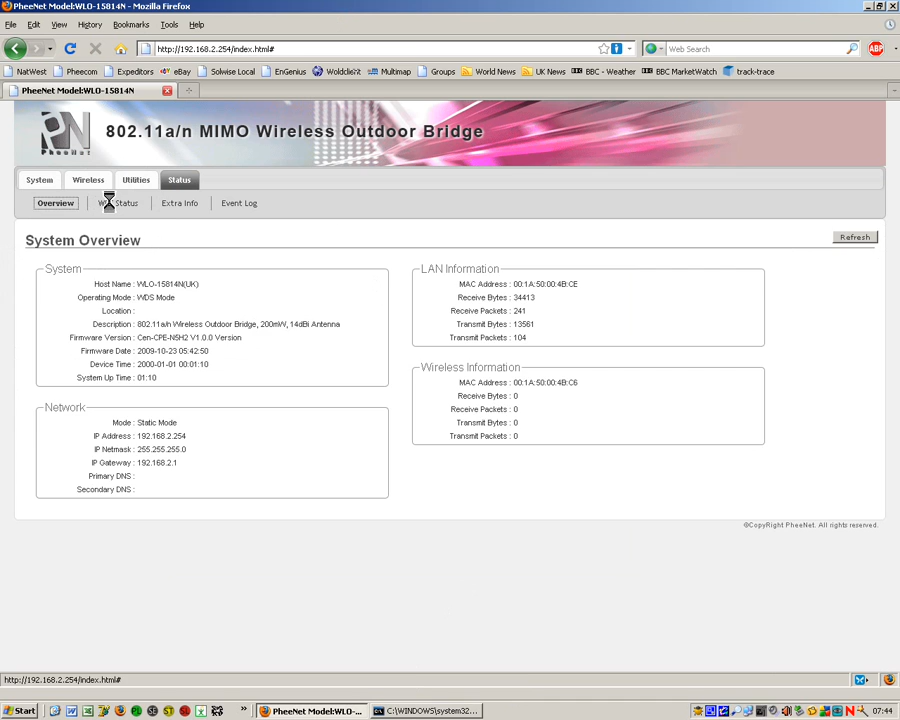 PheeNet Model:WLO-15814N - Mozilla Firefox
File Edit View History Bookmarks Tools Help
http://192.168.2.254/index.html#
Web Search
ABP
NatWest Pheecom Expeditors eBay Solwise Local EnGenius Multimap Groups World News UK News BBC - Weather BBC MarketWatch track-trace
PheeNet Model:WLO-15814N
PN
PheeNet
802.11a/n MIMO Wireless Outdoor Bridge
System Wireless Utilities Status
Overview Status Extra Info Event Log
System Overview
Refresh
System
Host Name : WLO-15814N(UK)
Operating Mode : WDS Mode
Location :
Description : 802.11a/n Wireless Outdoor Bridge, 200mW, 14dBi Antenna
Firmware Version : Cen-CPE-N5H2 V1.0.0 Version
Firmware Date : 2009-10-23 05:42:50
Device Time : 2000-01-01 00:01:10
System Up Time : 01:10
Network
Mode : Static Mode
IP Address : 192.168.2.254
IP Netmask : 255.255.255.0
IP Gateway : 192.168.2.1
Primary DNS :
Secondary DNS :
LAN Information
MAC Address : 00:1A:50:00:4B:CE
Receive Bytes : 34413
Receive Packets : 241
Transmit Bytes : 13561
Transmit Packets : 104
Wireless Information
MAC Address : 00:1A:50:00:4B:C6
Receive Bytes : 0
Receive Packets : 0
Transmit Bytes : 0
Transmit Packets : 0
©CopyRight PheeNet. All rights reserved.
http://192.168.2.254/index.html#
Start
PheeNet Model:WLO-...
C:\WINDOWS\system32...
07:44